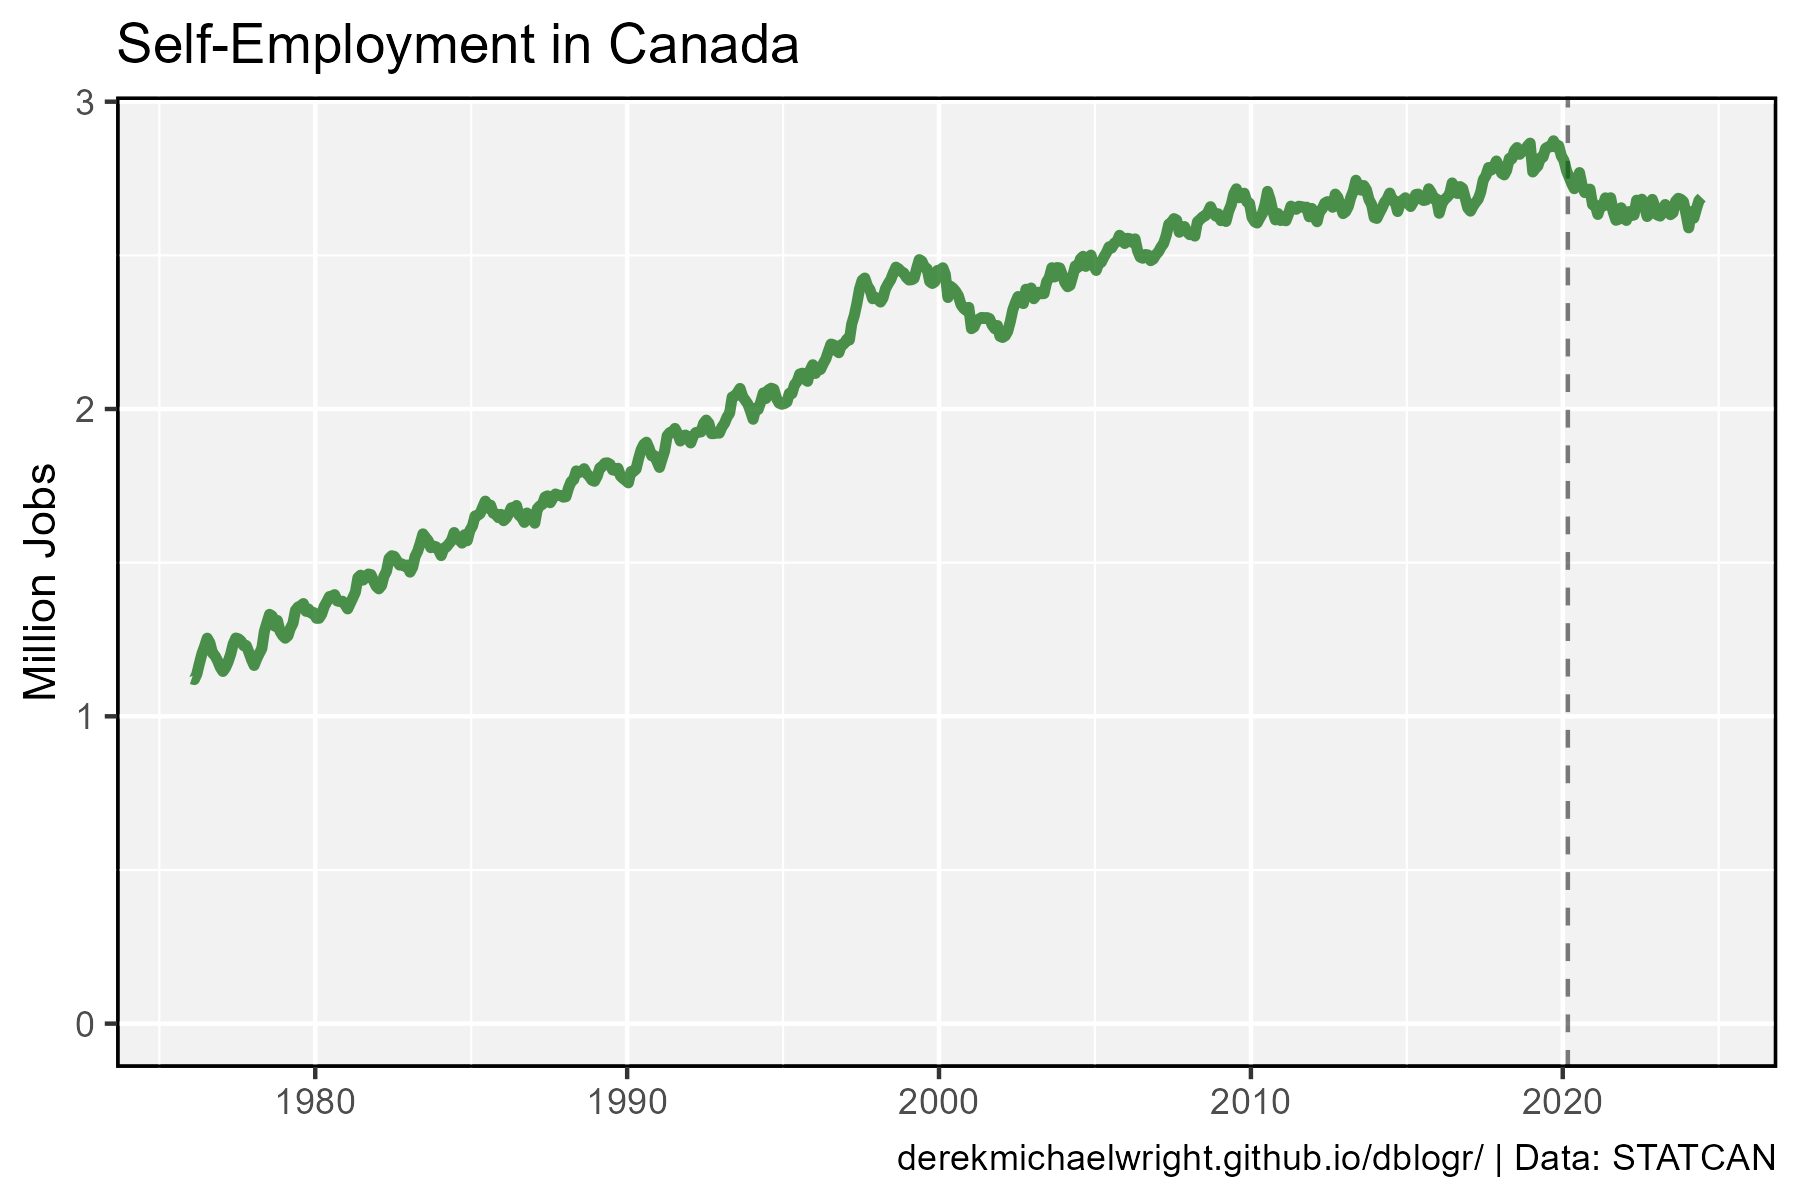 Self-Employment in Canada
Million Jobs
3
2
1
0
1980 1990 2000 2010 2020
derekmichaelwright.github.io/dblogr/ | Data: STATCAN